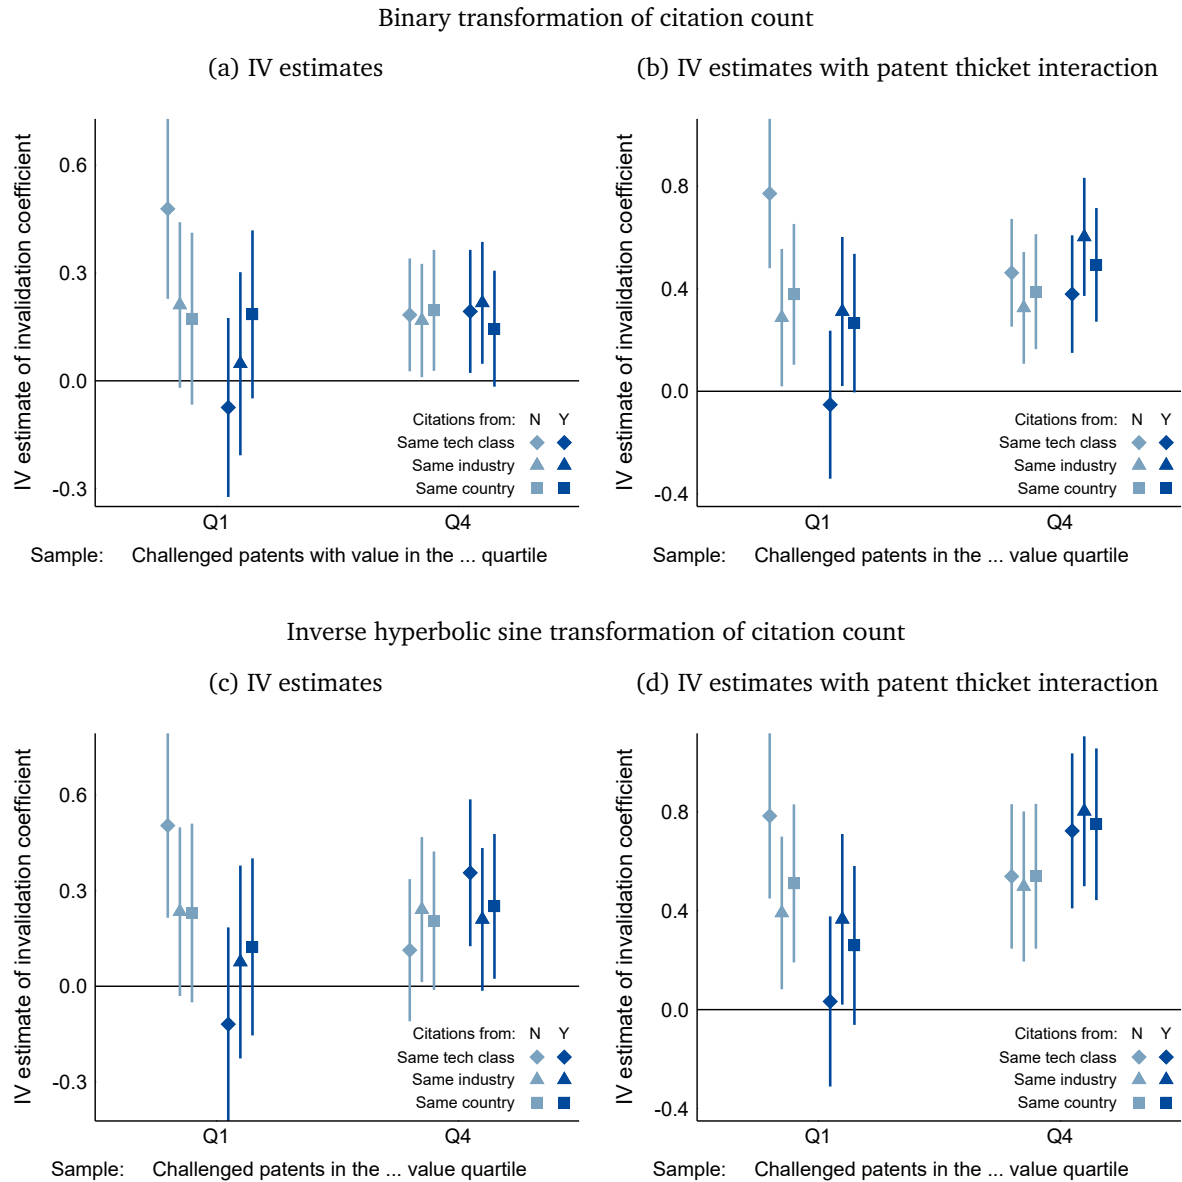 Binary transformation of citation count
(a) IV estimates
IV estimate of invalidation coefficient
0.6
0.3
0.0
-0.3
Citations from: N Y
Same tech class
Same industry
Same country
Q1 Q4
Sample: Challenged patents with value in the ... quartile
(b) IV estimates with patent thicket interaction
IV estimate of invalidation coefficient
0.8
0.4
0.0
-0.4
Citations from: N Y
Same tech class
Same industry
Same country
Q1 Q4
Sample: Challenged patents in the ... value quartile
Inverse hyperbolic sine transformation of citation count
(c) IV estimates
IV estimate of invalidation coefficient
0.6
0.3
0.0
-0.3
Citations from: N Y
Same tech class
Same industry
Same country
Q1 Q4
Sample: Challenged patents in the ... value quartile
(d) IV estimates with patent thicket interaction
IV estimate of invalidation coefficient
0.8
0.4
0.0
-0.4
Citations from: N Y
Same tech class
Same industry
Same country
Q1 Q4
Sample: Challenged patents in the ... value quartile